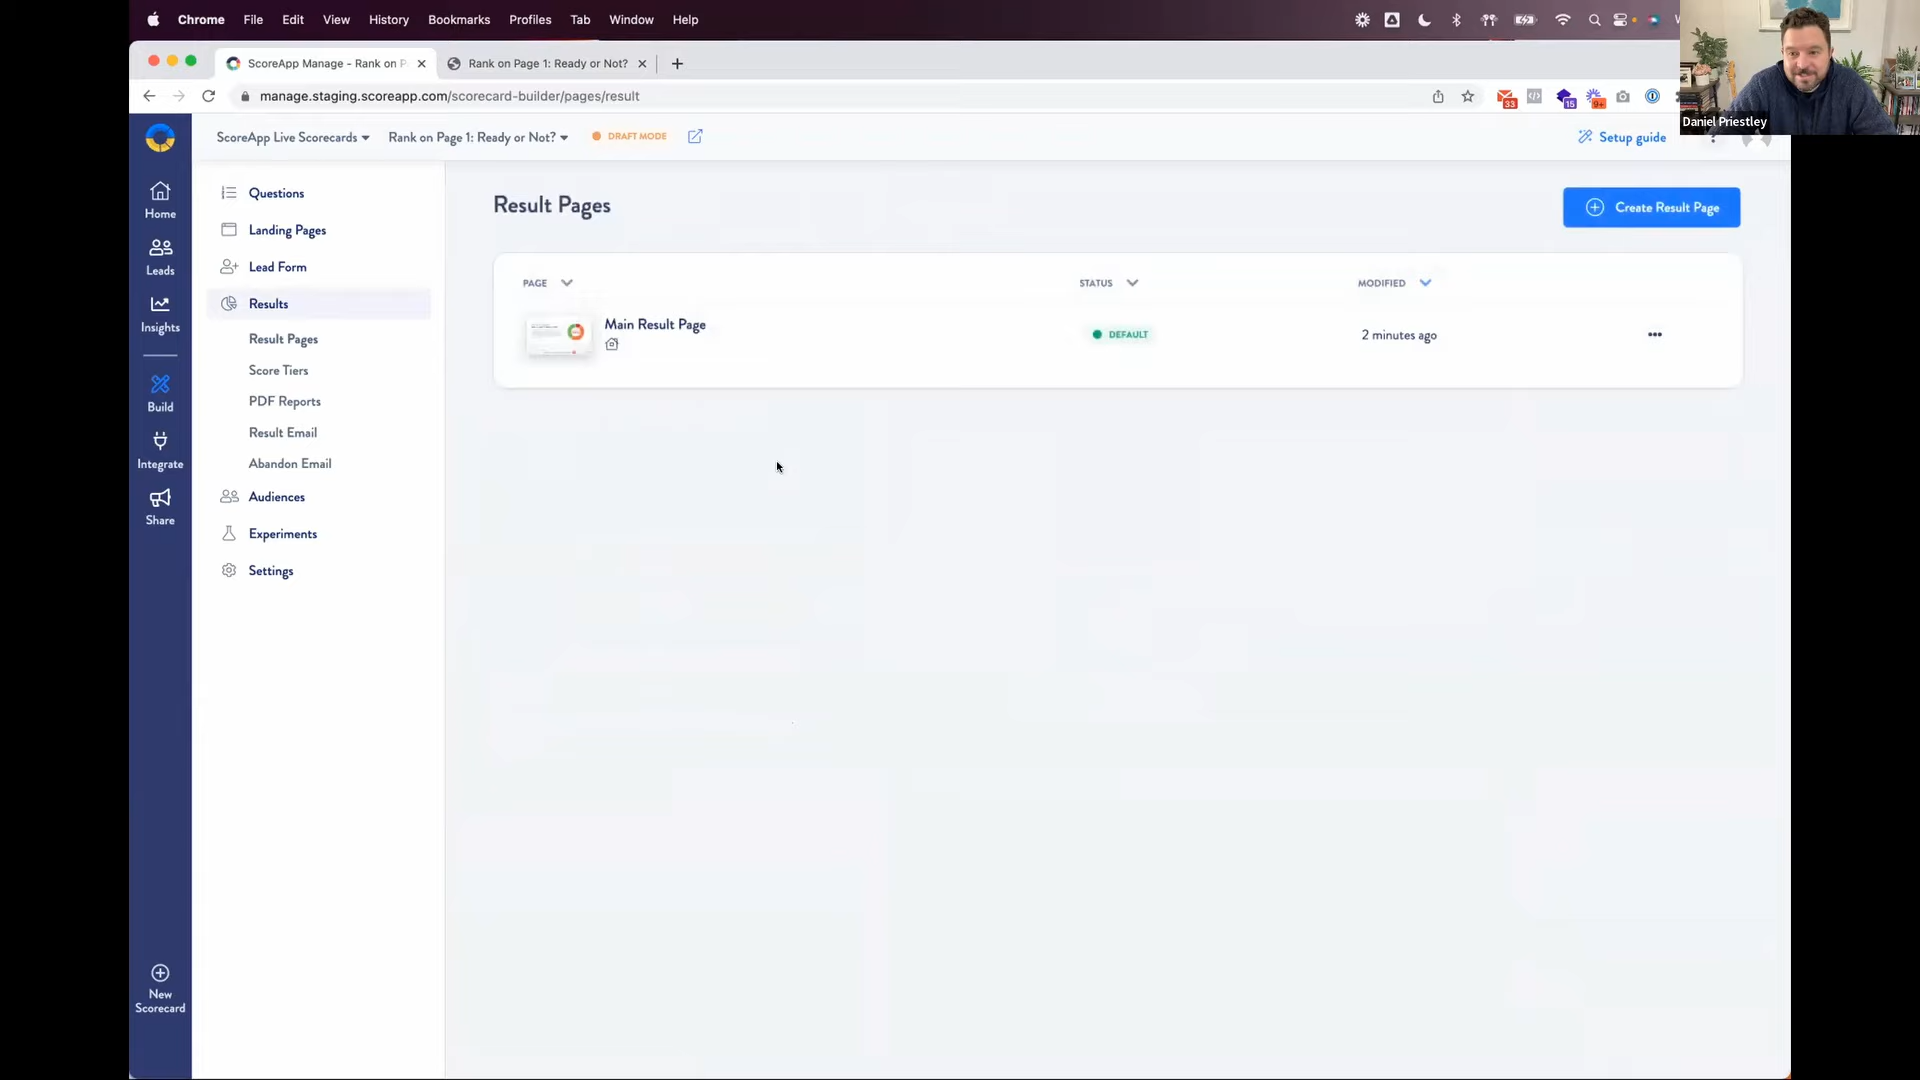 Chrome File Edit View History Bookmarks Profiles Tab Window Help
ScoreApp Manage - Rank on P
Rank on Page 1: Ready or Not?
manage.staging.scoreapp.com/scorecard-builder/pages/result
33
15
9+
Daniel Priestley
ScoreApp Live Scorecards
Rank on Page 1: Ready or Not?
DRAFT MODE
Setup guide
?
Home
Leads
Insights
Build
Integrate
Share
New
Scorecard
Questions
Landing Pages
Lead Form
Results
Result Pages
Score Tiers
PDF Reports
Result Email
Abandon Email
Audiences
Experiments
Settings
Result Pages
Create Result Page
PAGE STATUS MODIFIED
Main Result Page
DEFAULT
2 minutes ago